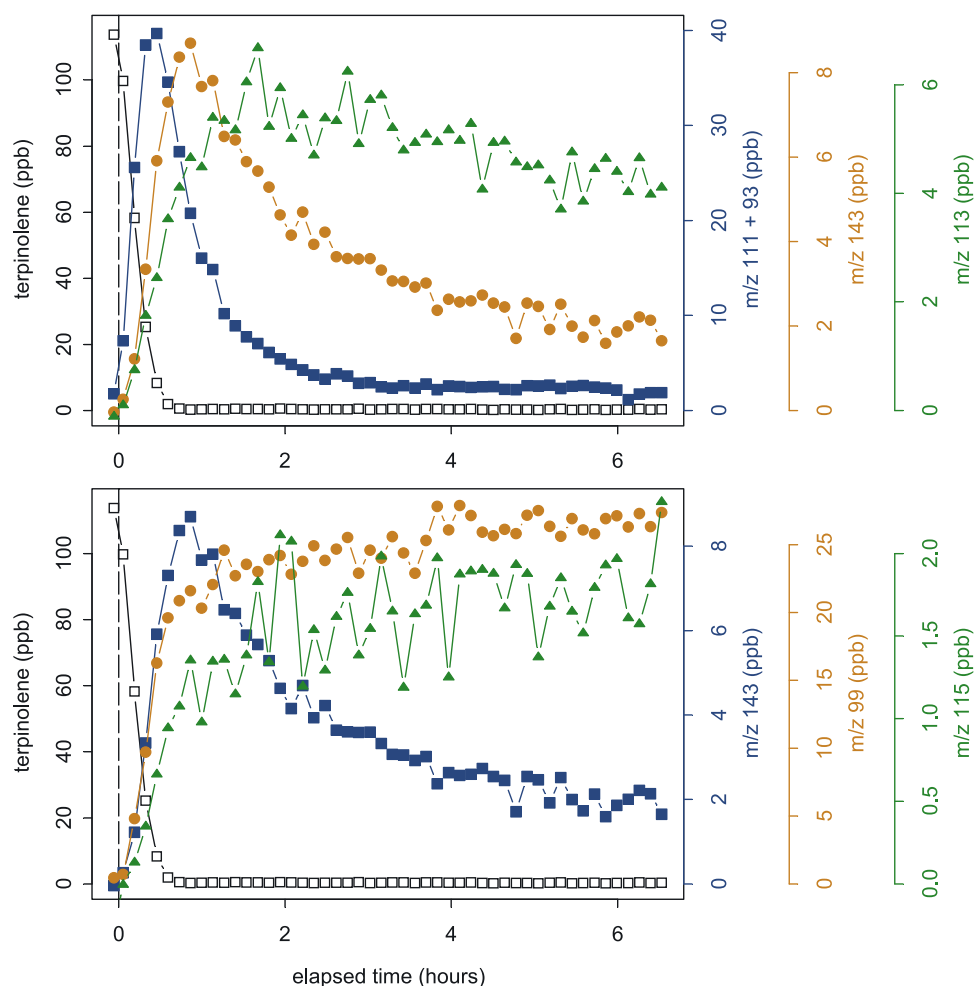 0 20 40 60 80 100
terpinolene (ppb)
0 2 4 6
0 10 20 30 40
m/z 111 + 93 (ppb)
0 2 4 6 8
m/z 143 (ppb)
0 2 4 6
m/z 113 (ppb)
0 20 40 60 80 100
terpinolene (ppb)
0 2 4 6
elapsed time (hours)
0 2 4 6 8
m/z 143 (ppb)
0 5 10 15 20 25
m/z 99 (ppb)
0.0 0.5 1.0 1.5 2.0
m/z 115 (ppb)